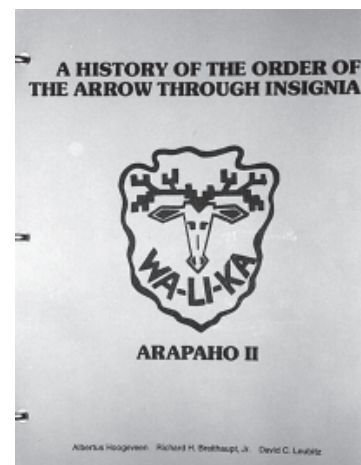 A HISTORY OF THE ORDER OF
THE ARROW THROUGH INSIGNIA
WA-LI-KA
ARAPAHO II
Albertus Hoogeveen Richard H. Breithaupt, Jr. David C. Leubitz